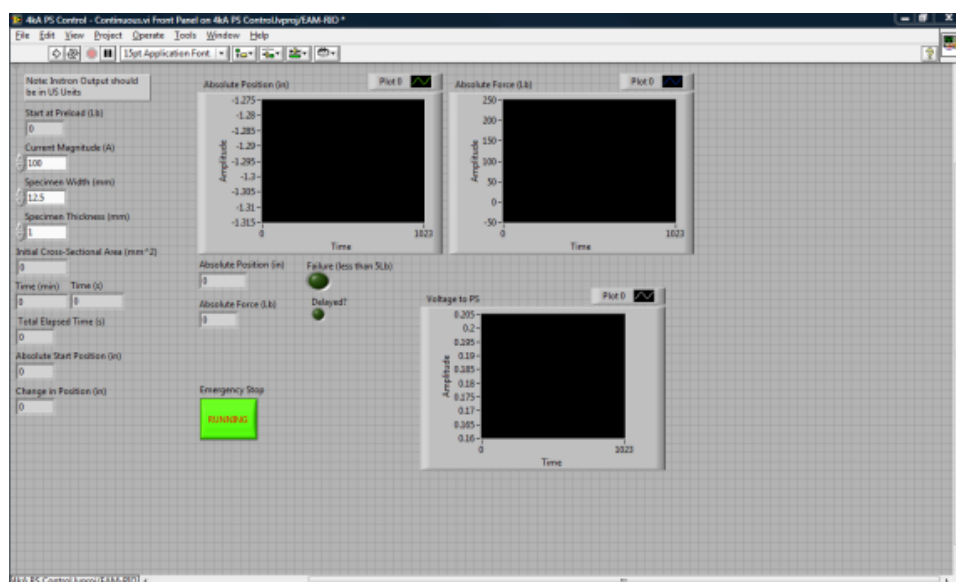 4kA PS Control - Continuous.vi Front Panel on 4kA PS Control.lvproj/EAM-RIO *
File Edit View Project Operate Tools Window Help
15pt Application Font
Note: Instron Output should
be in US Units
Start at Preload (Lb)
0
Current Magnitude (A)
100
Specimen Width (mm)
12.5
Specimen Thickness (mm)
1
Initial Cross-Sectional Area (mm^2)
0
Time (min) Time (s)
0 0
Total Elapsed Time (s)
0
Absolute Start Position (in)
0
Change in Position (in)
0
Absolute Position (in) Plot 0
Amplitude
-1.275
-1.28
-1.285
-1.29
-1.295
-1.3
-1.305
-1.31
-1.315
0 1023
Time
Absolute Force (Lb) Plot 0
Amplitude
250
200
150
100
50
0
-50
0 1023
Time
Absolute Position (in)
0
Failure (less than 5Lb)
Absolute Force (Lb)
0
Delayed?
Emergency Stop
RUNNING
Voltage to PS Plot 0
Amplitude
0.205
0.2
0.195
0.19
0.185
0.18
0.175
0.17
0.165
0.16
0 1023
Time
4kA PS Control.lvproj/EAM-RIO